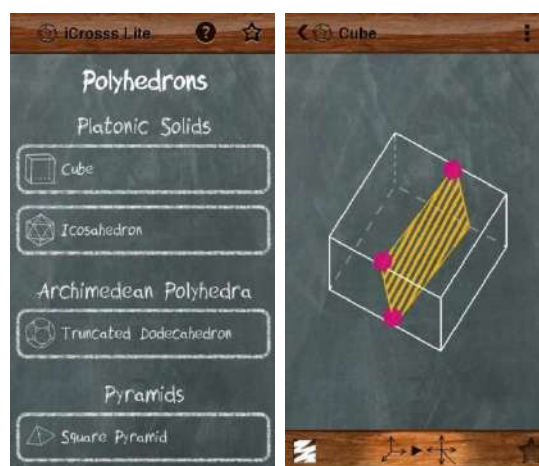 iCrosss Lite
Polyhedrons
Platonic Solids
Cube
Icosahedron
Archimedean Polyhedra
Truncated Dodecahedron
Pyramids
Square Pyramid
Cube